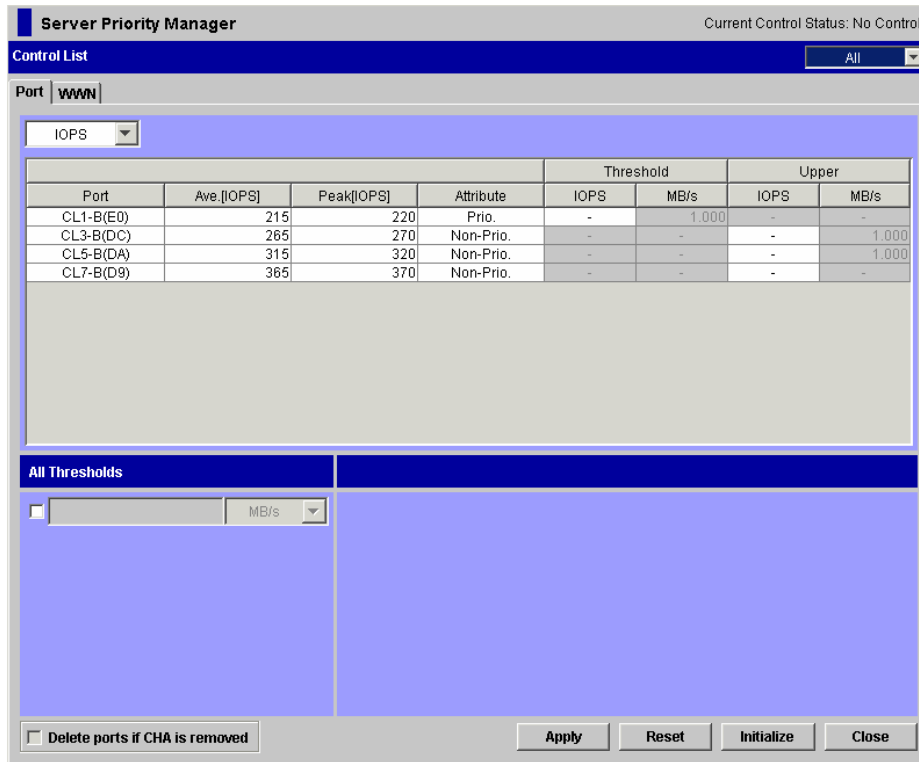 Server Priority Manager Current Control Status: No Control
Control List All
Port WWN
IOPS
Threshold Upper
Port Ave.[IOPS] Peak[IOPS] Attribute IOPS MB/s IOPS MB/s
CL1-B(E0) 215 220 Prio. - 1.000 - -
CL3-B(DC) 265 270 Non-Prio. - - - 1.000
CL5-B(DA) 315 320 Non-Prio. - - - 1.000
CL7-B(D9) 365 370 Non-Prio. - - - -
All Thresholds
MB/s
Delete ports if CHA is removed Apply Reset Initialize Close